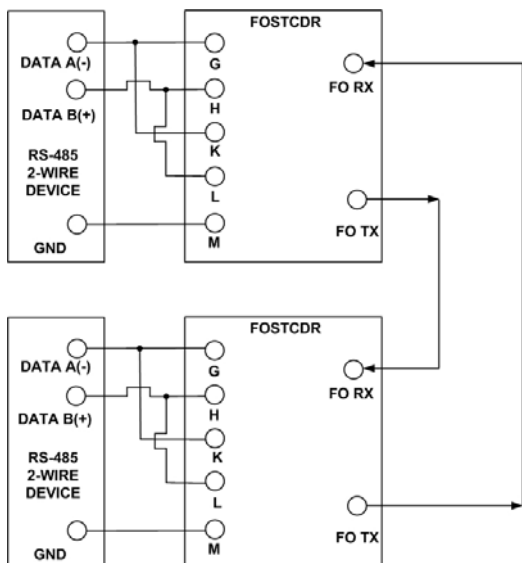 FOSTCDR
DATA A(-)
G
FO RX
DATA B(+)
H
RS-485
2-WIRE
DEVICE
K
L
FO TX
GND
M
FOSTCDR
DATA A(-)
G
FO RX
DATA B(+)
H
RS-485
2-WIRE
DEVICE
K
L
FO TX
GND
M